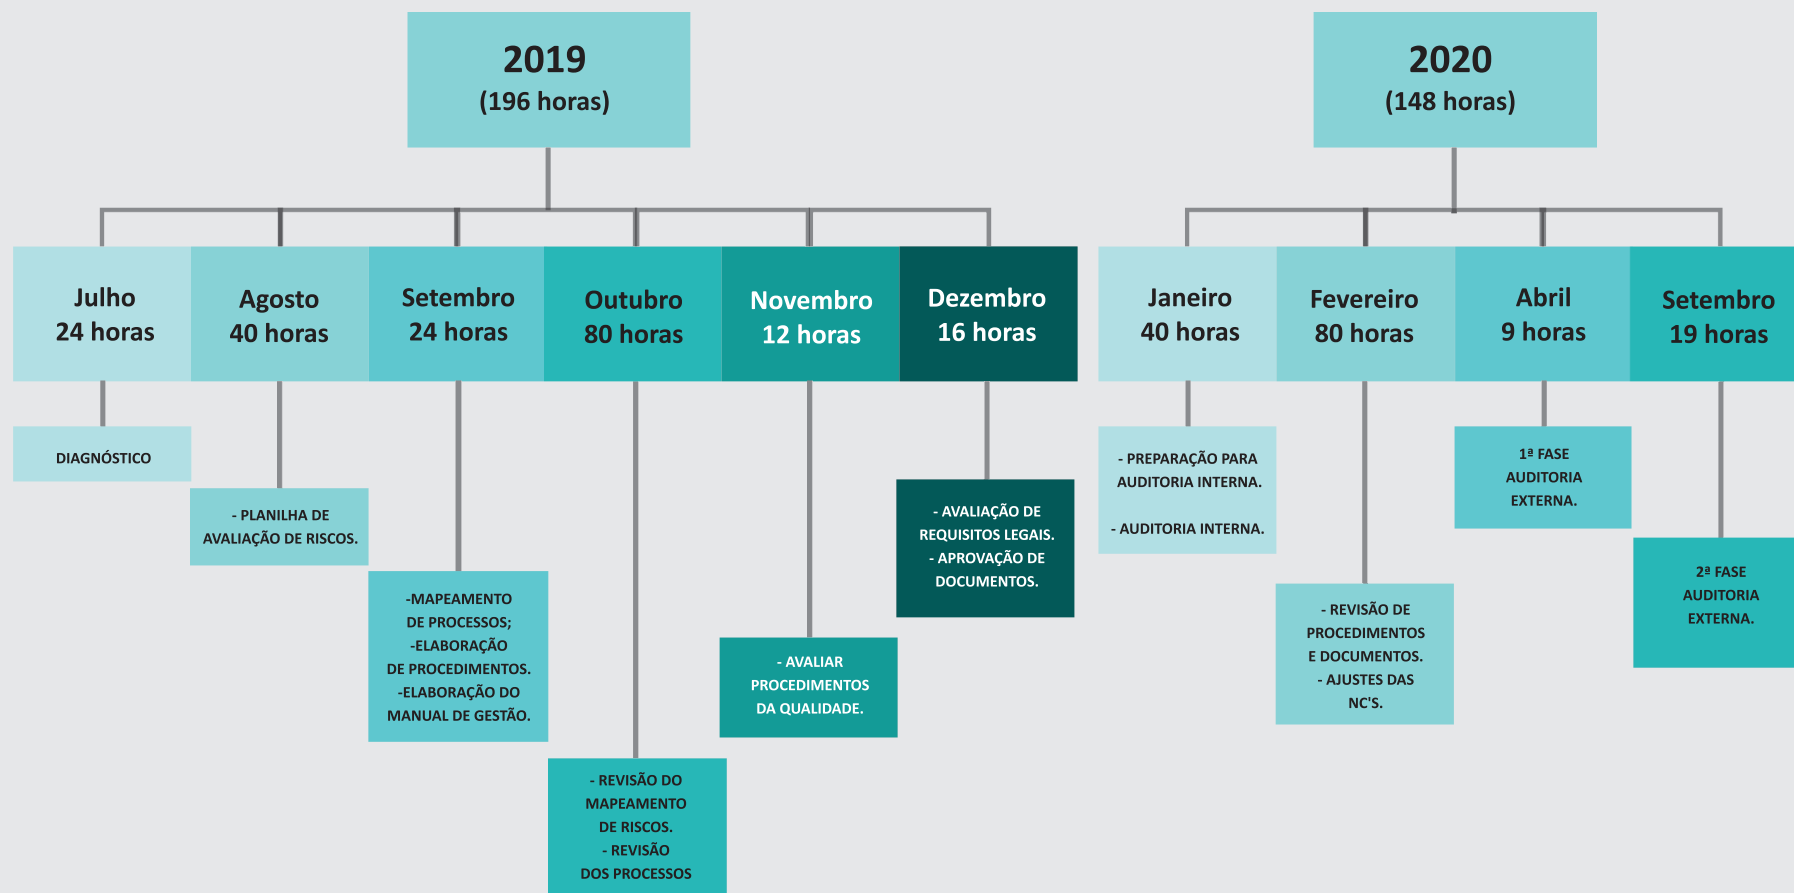 2019
(196 horas)
2020
(148 horas)
Julho
24 horas
Agosto
40 horas
Setembro
24 horas
Outubro
80 horas
Novembro
12 horas
Dezembro
16 horas
Janeiro
40 horas
Fevereiro
80 horas
Abril
9 horas
Setembro
19 horas
DIAGNÓSTICO
- PLANILHA DE
AVALIAÇÃO DE RISCOS.
-MAPEAMENTO
DE PROCESSOS;
-ELABORAÇÃO
DE PROCEDIMENTOS.
-ELABORAÇÃO DO
MANUAL DE GESTÃO.
- REVISÃO DO
MAPEAMENTO
DE RISCOS.
- REVISÃO
DOS PROCESSOS
- AVALIAR
PROCEDIMENTOS
DA QUALIDADE.
- AVALIAÇÃO DE
REQUISITOS LEGAIS.
- APROVAÇÃO DE
DOCUMENTOS.
- PREPARAÇÃO PARA
AUDITORIA INTERNA.
- AUDITORIA INTERNA.
- REVISÃO DE
PROCEDIMENTOS
E DOCUMENTOS.
- AJUSTES DAS
NC'S.
1ª FASE
AUDITORIA
EXTERNA.
2ª FASE
AUDITORIA
EXTERNA.